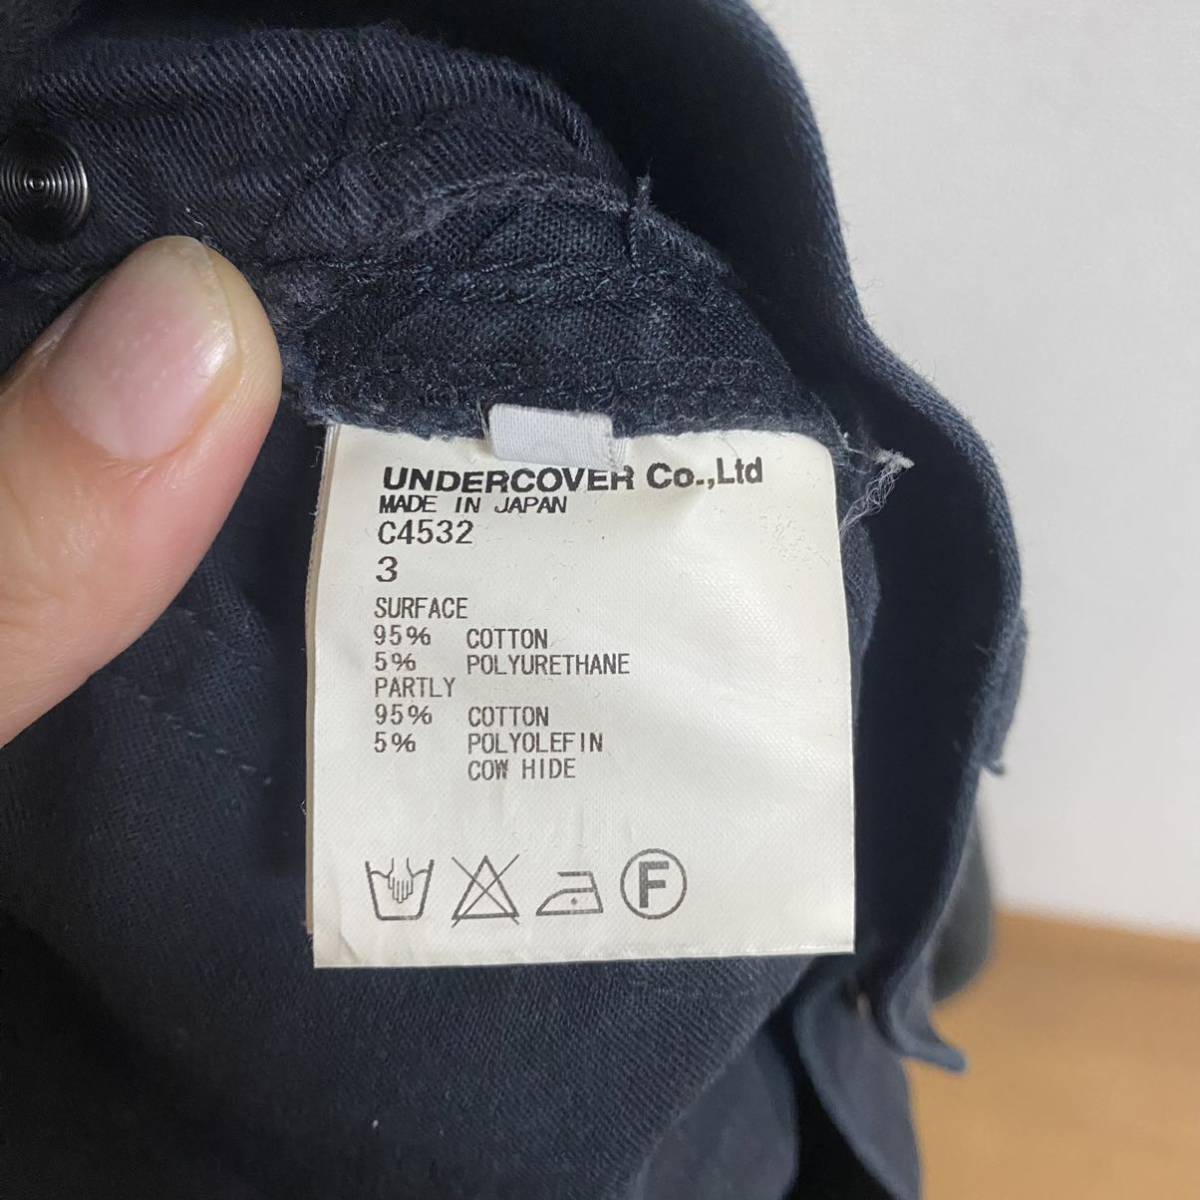 UNDERCOVER Co.,Ltd
MADE IN JAPAN
C4532
3
SURFACE
95% COTTON
5% POLYURETHANE
PARTLY
95% COTTON
5% POLYOLEFIN
COW HIDE
F